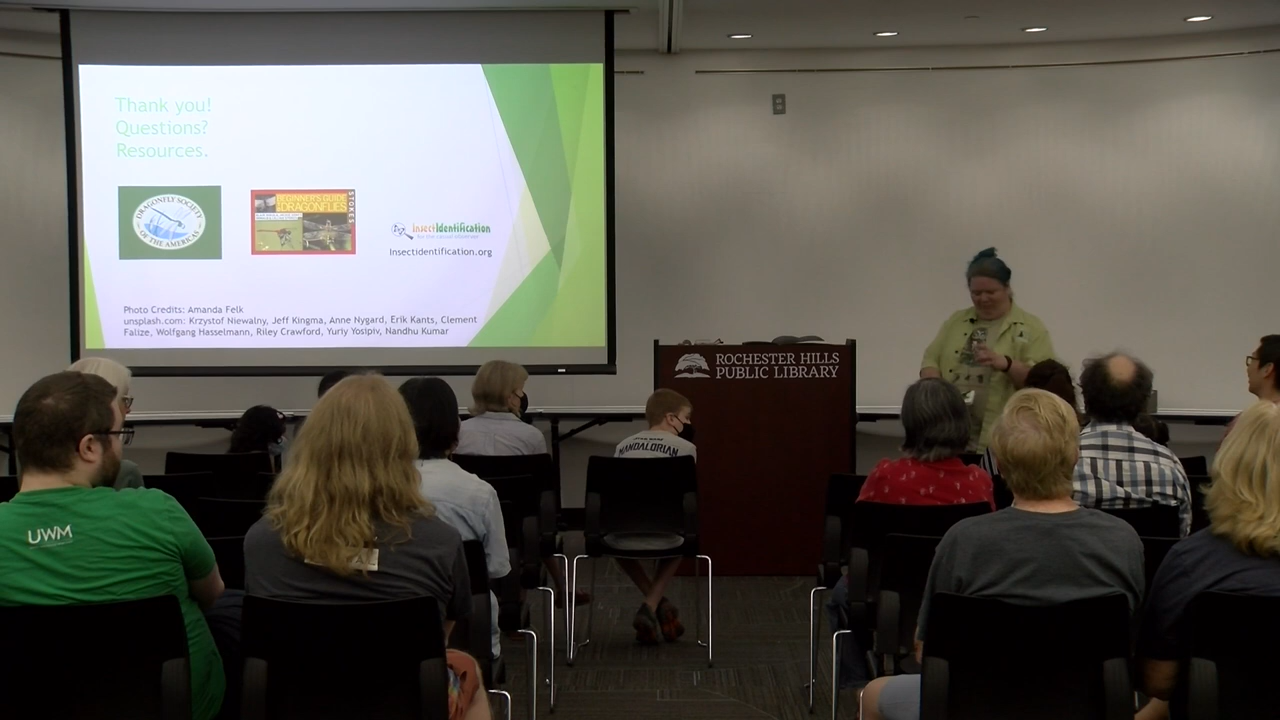 Thank you!
Questions?
Resources.
DRAGONFLY SOCIETY
OF THE AMERICAS
BEGINNER'S GUIDE
DRAGONFLIES
STOKES
insectIdentification
Insectidentification.org
Photo Credits: Amanda Felk
unsplash.com: Krzystof Niewalny, Jeff Kingma, Anne Nygard, Erik Kants, Clement
Falize, Wolfgang Hasselmann, Riley Crawford, Yuriy Yosipiv, Nandhu Kumar
ROCHESTER HILLS
PUBLIC LIBRARY
MANDALORIAN
UWM